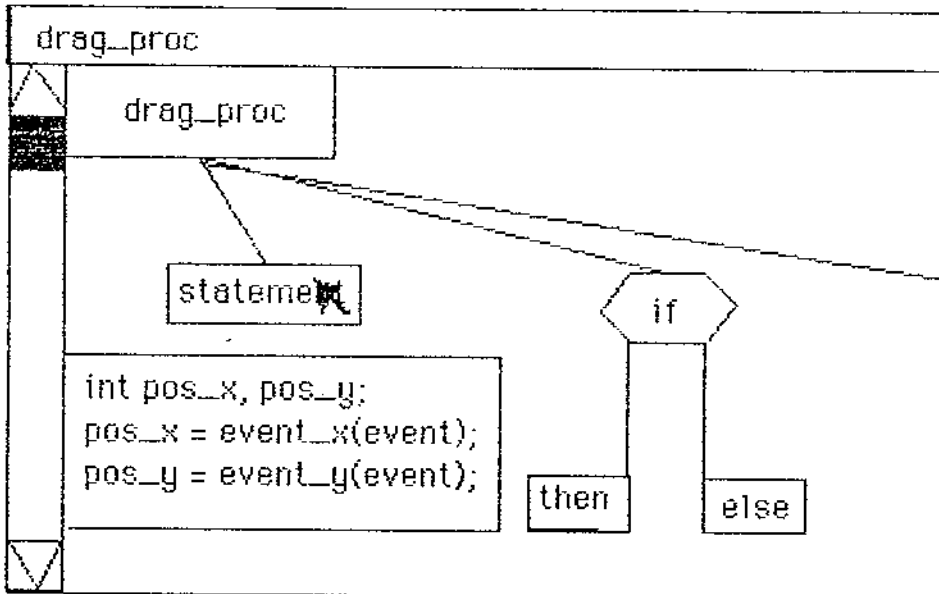 drag_proc
drag_proc
statement
if
int pos_x, pos_y;
pos_x = event_x(event);
pos_y = event_y(event);
then
else